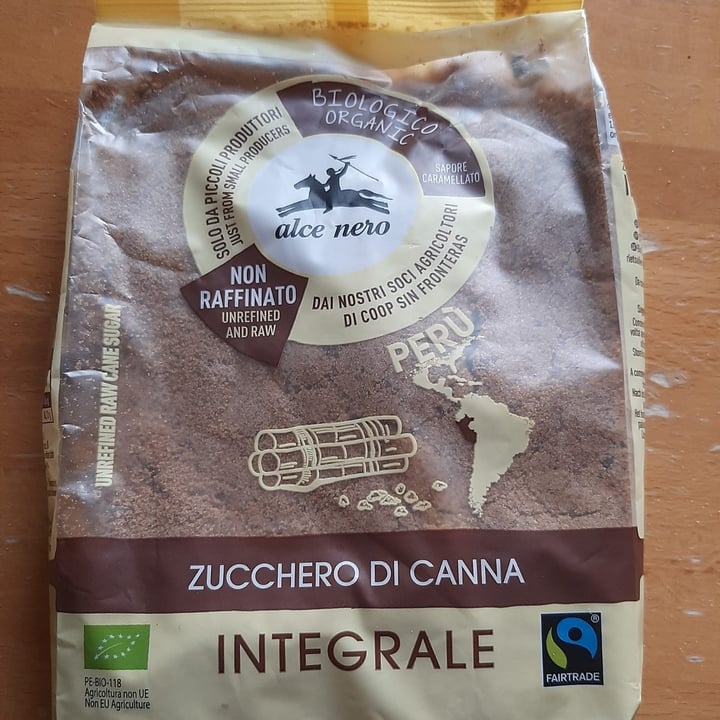 BIOLOGICO
ORGANIC
SAPORE
CARAMELLATO
SOLO DA PICCOLI PRODUTTORI
JUST FROM SMALL PRODUCERS
alce nero
NON
RAFFINATO
UNREFINED
AND RAW
DAI NOSTRI SOCI AGRICOLTORI
DI COOP SIN FRONTERAS
PERÙ
UNREFINED RAW CANE SUGAR
ZUCCHERO DI CANNA
INTEGRALE
PE-BIO-118
Agricoltura non UE
Non EU Agriculture
®
FAIRTRADE